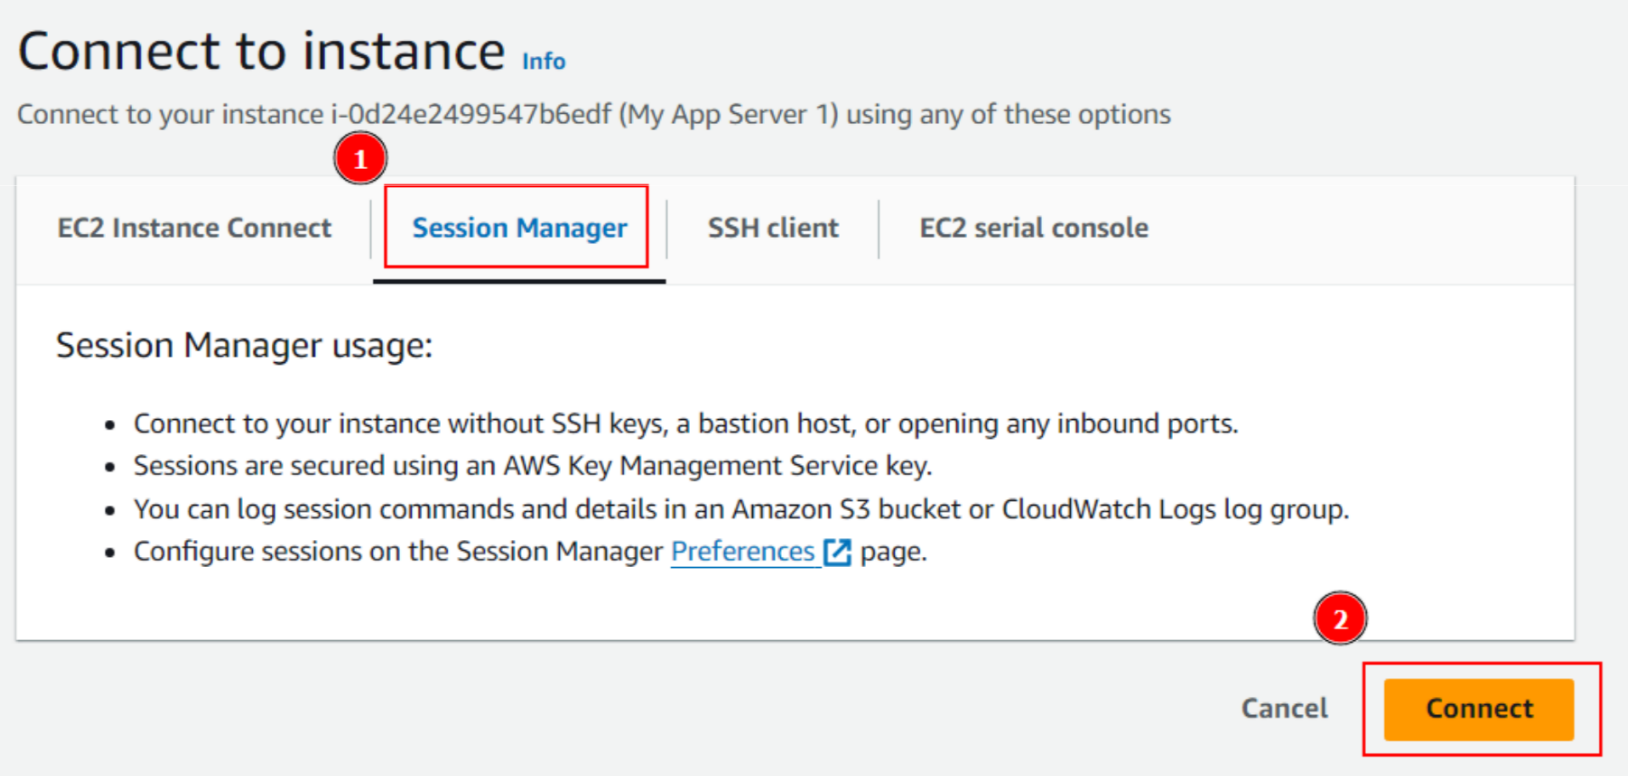 Connect to instance Info
Connect to your instance i-0d24e2499547b6edf (My App Server 1) using any of these options
1
EC2 Instance Connect Session Manager SSH client EC2 serial console
Session Manager usage:
• Connect to your instance without SSH keys, a bastion host, or opening any inbound ports.
• Sessions are secured using an AWS Key Management Service key.
• You can log session commands and details in an Amazon S3 bucket or CloudWatch Logs log group.
• Configure sessions on the Session Manager Preferences page.
2
Cancel Connect